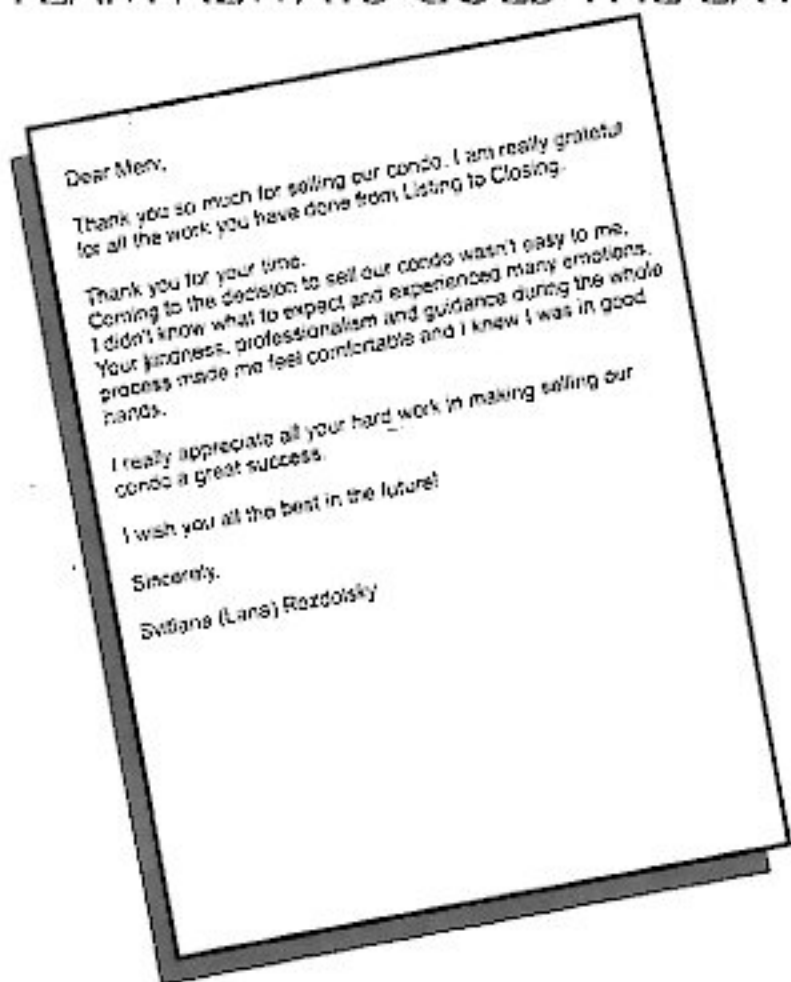 Dear Merv,
Thank you so much for selling our condo. I am really grateful
for all the work you have done from Listing to Closing.
Thank you for your time.
Coming to the decision to sell our condo wasn't easy to me,
I didn't know what to expect and experienced many emotions.
Your kindness, professionalism and guidance during the whole
process made me feel comfortable and I knew I was in good
hands.
I really appreciate all your hard work in making selling our
condo a great success.
I wish you all the best in the future!
Sincerely,
Svitlana (Lana) Rozdolsky